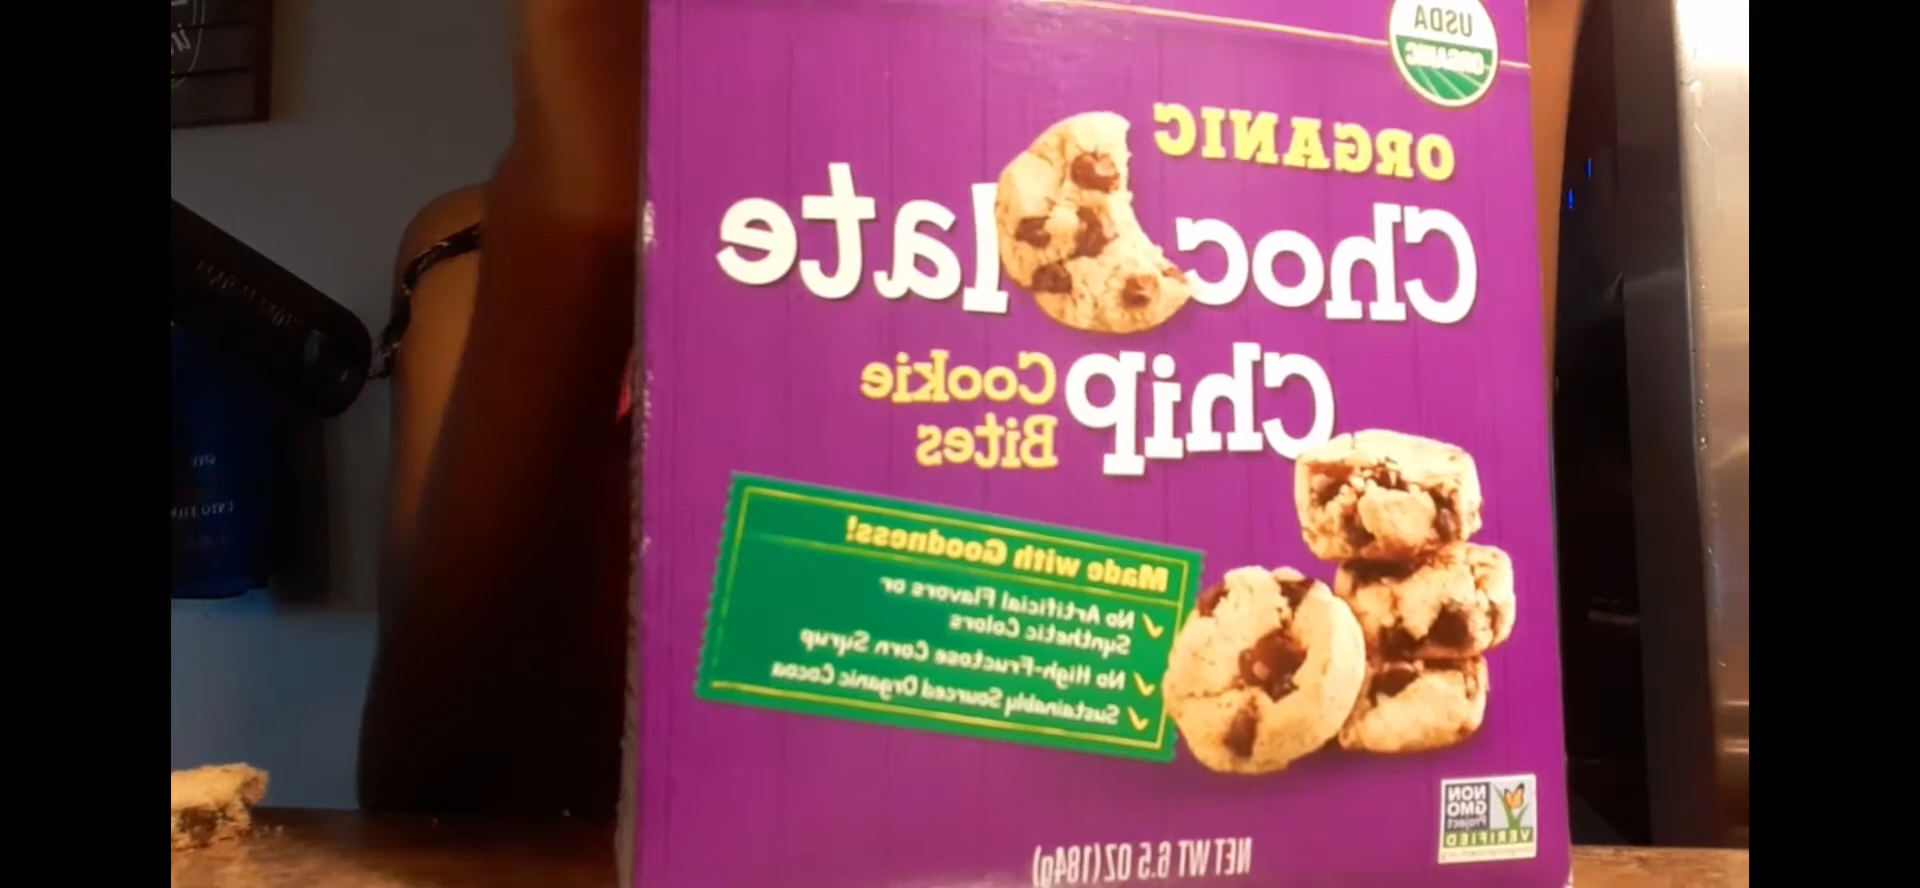 USDA
ORGANIC
ORGANIC
Choc late
Chip
Cookie
Bites
Made with Goodness!
✓ No Artificial Flavors or
Synthetic Colors
✓ No High-Fructose Corn Syrup
✓ Sustainably Sourced Organic Cocoa
NON
GMO
Project
VERIFIED
NET WT 6.5 OZ (184g)